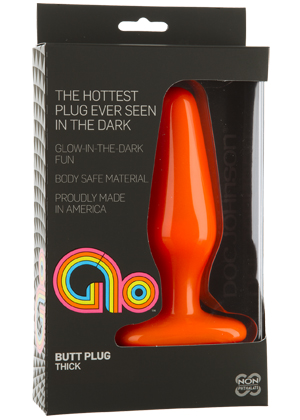 THE HOTTEST
PLUG EVER SEEN
IN THE DARK
GLOW-IN-THE-DARK
FUN
BODY SAFE MATERIAL
PROUDLY MADE
IN AMERICA
Glo
BUTT PLUG
THICK
DOC JOHNSON
NON
PHTHALATE